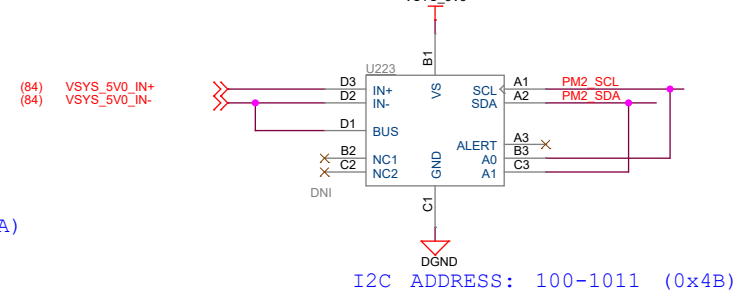 B1
U223
(84) VSYS_5V0_IN+ D3 IN+ VS SCL A1 PM2_SCL
(84) VSYS_5V0_IN- D2 IN- SDA A2 PM2_SDA
D1 BUS
ALERT A3
B2 NC1 GND A0 B3
C2 NC2 A1 C3
DNI
C1
A)
DGND
I2C ADDRESS: 100-1011 (0x4B)